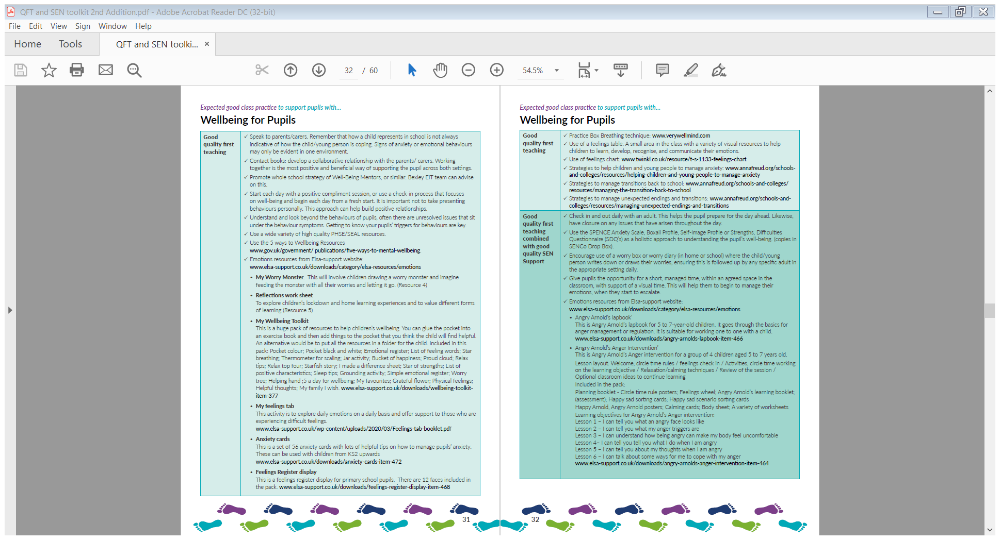 QFT and SEN toolkit 2nd Addition.pdf - Adobe Acrobat Reader DC (32-bit)
File Edit View Sign Window Help
Home Tools QFT and SEN toolki... ×
32 / 60 54.5%
Expected good class practice to support pupils with...
Wellbeing for Pupils
Good
quality first
teaching
✓ Speak to parents/carers. Remember that how a child represents in school is not always
indicative of how the child/young person is coping. Signs of anxiety or emotional behaviours
may only be evident in one environment.
✓ Contact books: develop a collaborative relationship with the parents/ carers. Working
together is the most positive and beneficial way of supporting the pupil across both settings.
✓ Promote whole school strategy of Well-Being Mentors, or similar. Bexley EIT team can advise
on this.
✓ Start each day with a positive compliment session, or use a check-in process that focuses
on well-being and begin each day from a fresh start. It is important not to take presenting
behaviours personally. This approach can help build positive relationships.
✓ Understand and look beyond the behaviours of pupils, often there are unresolved issues that sit
under the behaviour symptoms. Getting to know your pupils' triggers for behaviours are key.
✓ Use a wide variety of high quality PHSE/SEAL resources.
✓ Use the 5 ways to Wellbeing Resources
www.gov.uk/government/ publications/five-ways-to-mental-wellbeing.
✓ Emotions resources from Elsa-support website:
www.elsa-support.co.uk/downloads/category/elsa-resources/emotions
• My Worry Monster. This will involve children drawing a worry monster and imagine
feeding the monster with all their worries and letting it go. (Resource 4)
• Reflections work sheet
To explore children's lockdown and home learning experiences and to value different forms
of learning (Resource 5)
• My Wellbeing Toolkit
This is a huge pack of resources to help children's wellbeing. You can glue the pocket into
an exercise book and then add things to the pocket that you think the child will find helpful.
An alternative would be to put all the resources in a folder for the child. Included in this
pack: Pocket colour; Pocket black and white; Emotional register; List of feeling words; Star
breathing; Thermometer for scaling; Jar activity; Bucket of happiness; Proud cloud; Relax
tips; Relax top four; Starfish story; I made a difference sheet; Star of strengths; List of
positive characteristics; Sleep tips; Grounding activity; Simple emotional register; Worry
tree; Helping hand ;5 a day for wellbeing; My favourites; Grateful flower; Physical feelings;
Helpful thoughts; My family I wish. www.elsa-support.co.uk/downloads/wellbeing-toolkit-
item-377
• My feelings tab
This activity is to explore daily emotions on a daily basis and offer support to those who are
experiencing difficult feelings.
www.elsa-support.co.uk/wp-content/uploads/2020/03/Feelings-tab-booklet.pdf
• Anxiety cards
This is a set of 56 anxiety cards with lots of helpful tips on how to manage pupils' anxiety.
These can be used with children from KS2 upwards
www.elsa-support.co.uk/downloads/anxiety-cards-item-472
• Feelings Register display
This is a feelings register display for primary school pupils. There are 12 faces included in
the pack. www.elsa-support.co.uk/downloads/feelings-register-display-item-468
31
Expected good class practice to support pupils with...
Wellbeing for Pupils
Good
quality first
teaching
✓ Practice Box Breathing technique: www.verywellmind.com
✓ Use of a feelings table. A small area in the class with a variety of visual resources to help
children to learn, develop, recognise, and communicate their emotions.
✓ Use of feelings chart: www.twinkl.co.uk/resource/t-s-1133-feelings-chart
✓ Strategies to help children and young people to manage anxiety: www.annafreud.org/schools-
and-colleges/resources/helping-children-and-young-people-to-manage-anxiety
✓ Strategies to manage transitions back to school: www.annafreud.org/schools-and-colleges/
resources/managing-the-transition-back-to-school
✓ Strategies to manage unexpected endings and transitions: www.annafreud.org/schools-and-
colleges/resources/managing-unexpected-endings-and-transitions
Good
quality first
teaching
combined
with good
quality SEN
Support
✓ Check in and out daily with an adult. This helps the pupil prepare for the day ahead. Likewise,
have closure on any issues that have arisen throughout the day.
✓ Use the SPENCE Anxiety Scale, Boxall Profile, Self-Image Profile or Strengths, Difficulties
Questionnaire (SDQ's) as a holistic approach to understanding the pupil's well-being. (copies in
SENCo Drop Box).
✓ Encourage use of a worry box or worry diary (in home or school) where the child/young
person writes down or draws their worries, ensuring this is followed up by any specific adult in
the appropriate setting daily.
✓ Give pupils the opportunity for a short, managed time, within an agreed space in the
classroom, with support of a visual time. This will help them to begin to manage their
emotions, when they start to escalate.
✓ Emotions resources from Elsa-support website:
www.elsa-support.co.uk/downloads/category/elsa-resources/emotions
• Angry Arnold's lapbook'
This is Angry Arnold's lapbook for 5 to 7-year-old children. It goes through the basics for
anger management or regulation. It is suitable for working one to one with a child.
www.elsa-support.co.uk/downloads/angry-arnolds-lapbook-item-466
• Angry Arnold's Anger Intervention'
This is Angry Arnold's Anger intervention for a group of 4 children aged 5 to 7 years old.
Lesson layout: Welcome, circle time rules / feelings check in / Activities, circle time working
on the learning objective / Relaxation/calming techniques / Review of the session /
Optional classroom ideas to continue learning
Included in the pack:
Planning booklet - Circle time rule posters; Feelings wheel; Angry Arnold's learning booklet;
(assessment); Happy sad sorting cards; Happy sad scenario sorting cards
Happy Arnold, Angry Arnold posters; Calming cards; Body sheet; A variety of worksheets
Learning objectives for Angry Arnold's Anger intervention:
Lesson 1 – I can tell you what an angry face looks like
Lesson 2 – I can tell you what my anger triggers are
Lesson 3 – I can understand how being angry can make my body feel uncomfortable
Lesson 4– I can tell you tell you what I do when I am angry
Lesson 5 – I can tell you about my thoughts when I am angry
Lesson 6 – I can talk about some ways for me to cope with my anger
www.elsa-support.co.uk/downloads/angry-arnolds-anger-intervention-item-464
32